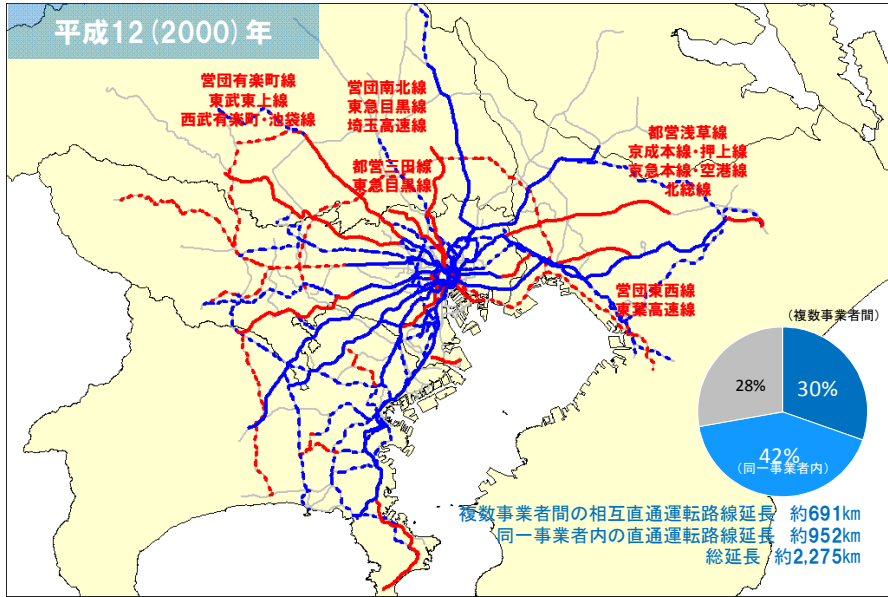 平成12(2000)年
営団有楽町線
東武東上線
西武有楽町・池袋線
営団南北線
東急目黒線
埼玉高速線
都営三田線
東急目黒線
都営浅草線
京成本線・押上線
京急本線・空港線
北総線
営団東西線
東葉高速線
(複数事業者間)
28%
30%
42%
(同一事業者内)
複数事業者間の相互直通運転路線延長 約691km
同一事業者内の直通運転路線延長 約952km
総延長 約2,275km